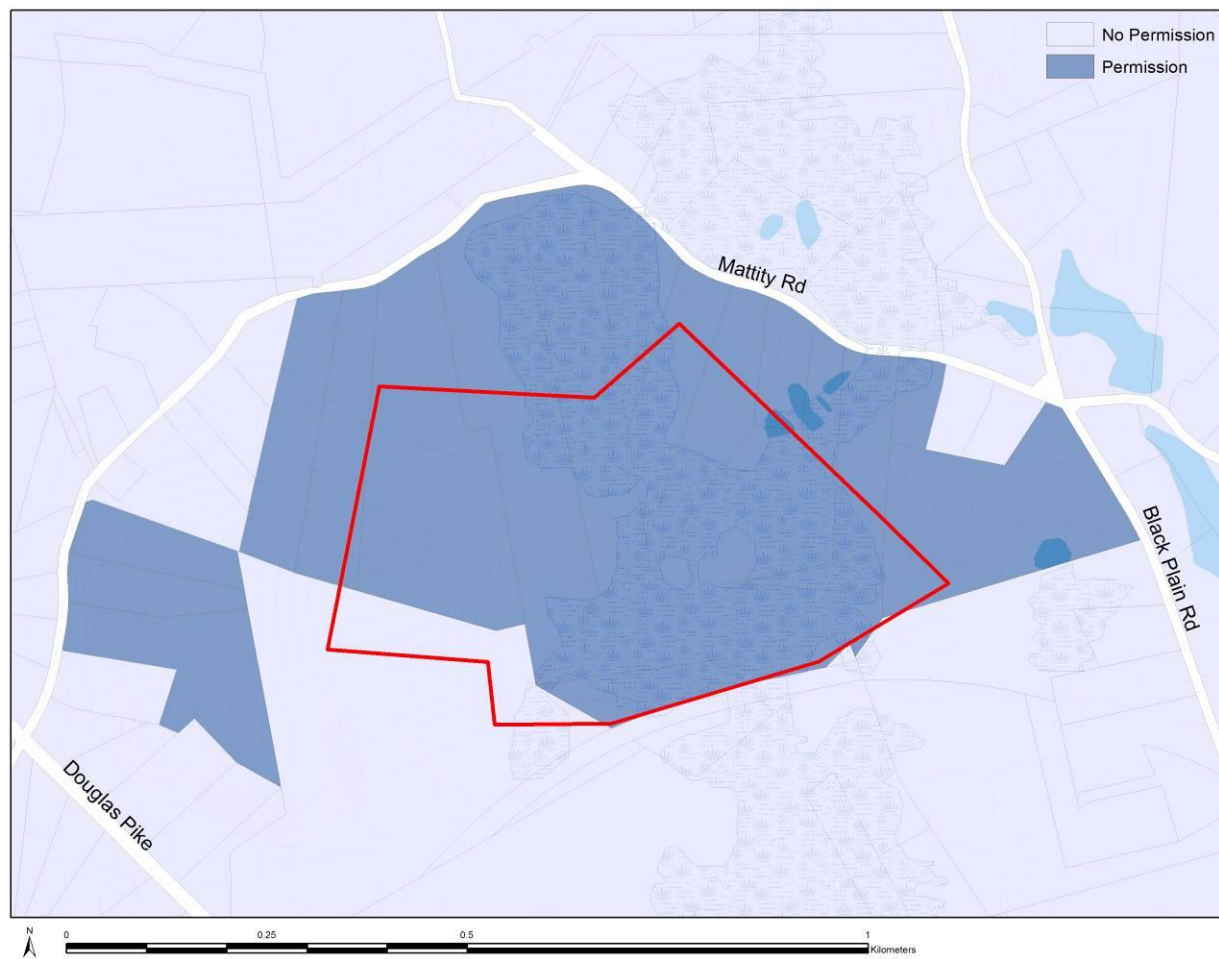 No Permission
Permission
Mattity Rd
Black Plain Rd
Douglas Pike
N
0
0.25
0.5
1
Kilometers